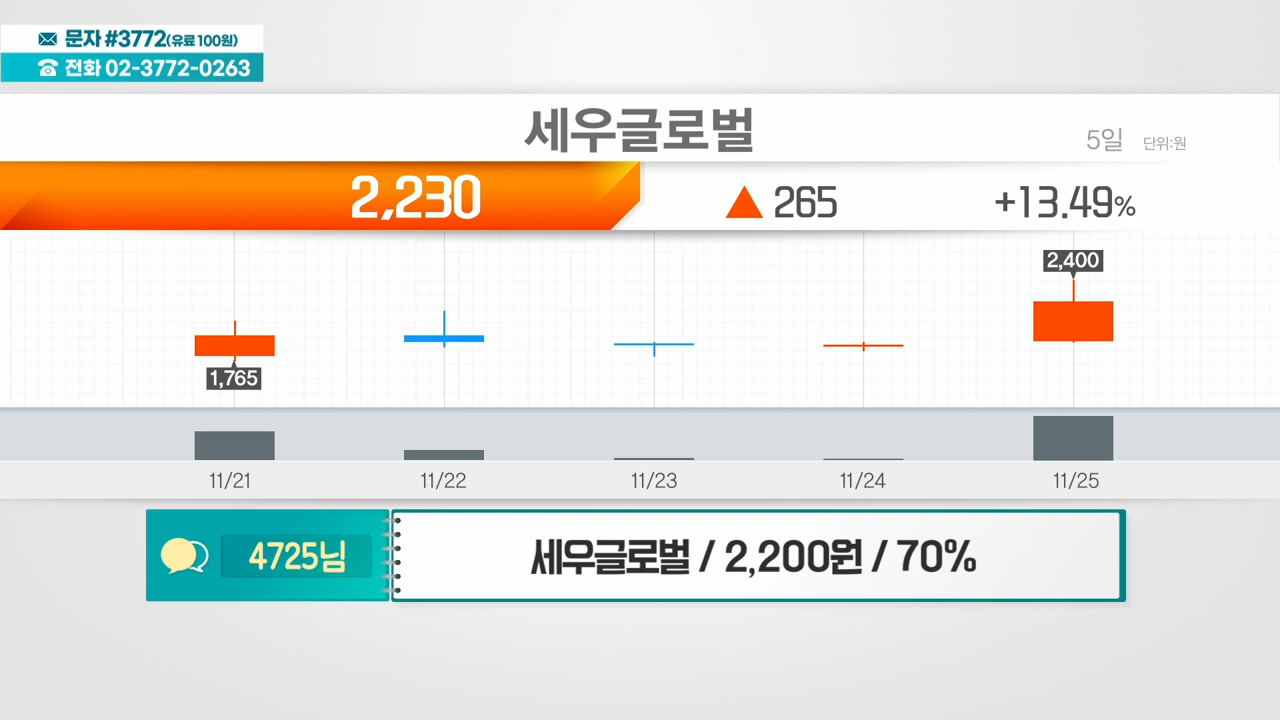 문자 #3772(유료 100원)
전화 02-3772-0263
세우글로벌
5일 단위:원
2,230 ▲ 265 +13.49%
2,400
1,765
11/21 11/22 11/23 11/24 11/25
4725님 세우글로벌 / 2,200원 / 70%